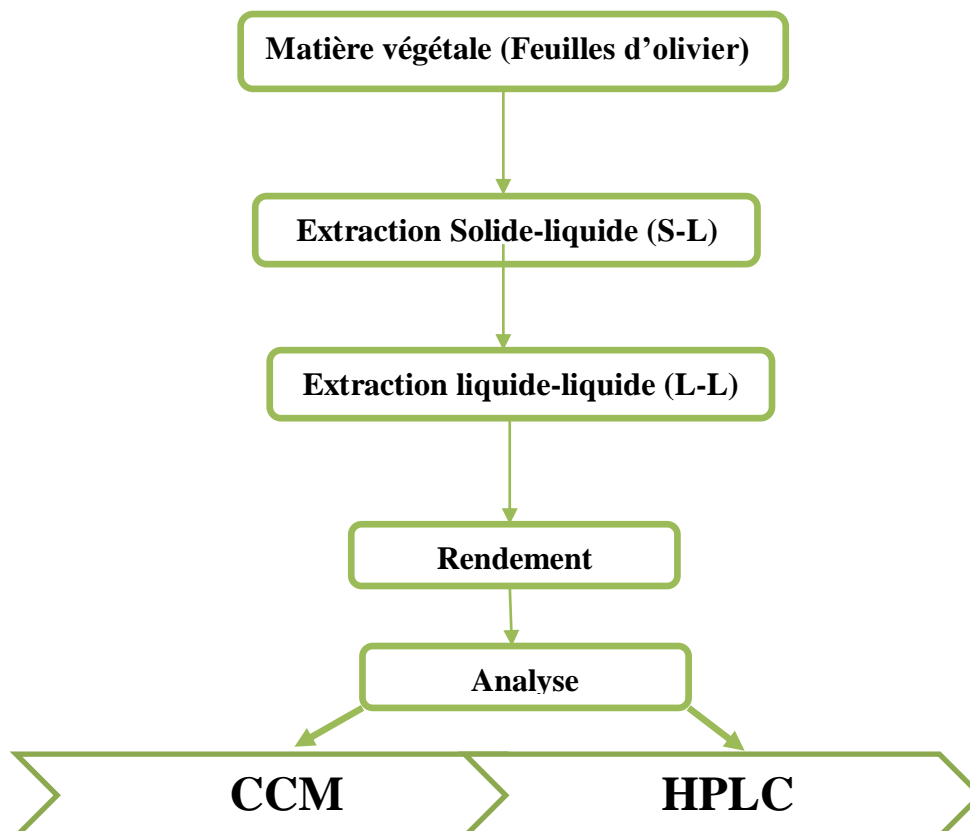 Matière végétale (Feuilles d’olivier)
Extraction Solide-liquide (S-L)
Extraction liquide-liquide (L-L)
Rendement
Analyse
CCM
HPLC